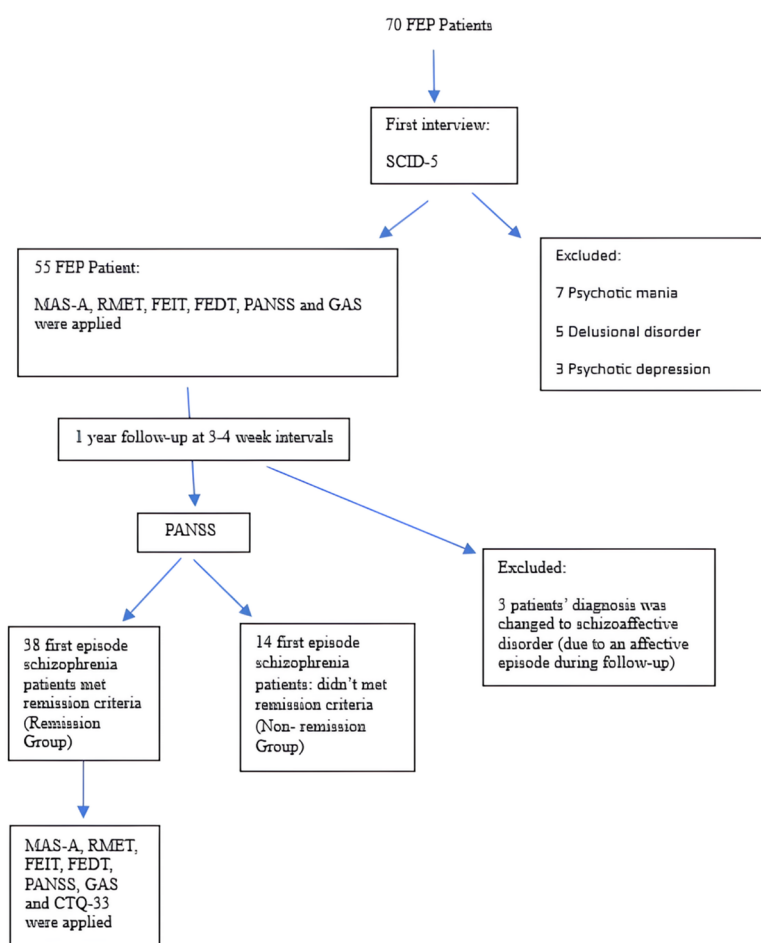 70 FEP Patients
First interview:
SCID-5
55 FEP Patient:
MAS-A, RMET, FEIT, FEDT, PANSS and GAS
were applied
Excluded:
7 Psychotic mania
5 Delusional disorder
3 Psychotic depression
1 year follow-up at 3-4 week intervals
PANSS
Excluded:
3 patients’ diagnosis was
changed to schizoaffective
disorder (due to an affective
episode during follow-up)
38 first episode
schizophrenia
patients met
remission criteria
(Remission
Group)
14 first episode
schizophrenia
patients: didn’t met
remission criteria
(Non- remission
Group)
MAS-A, RMET,
FEIT, FEDT,
PANSS, GAS
and CTQ-33
were applied